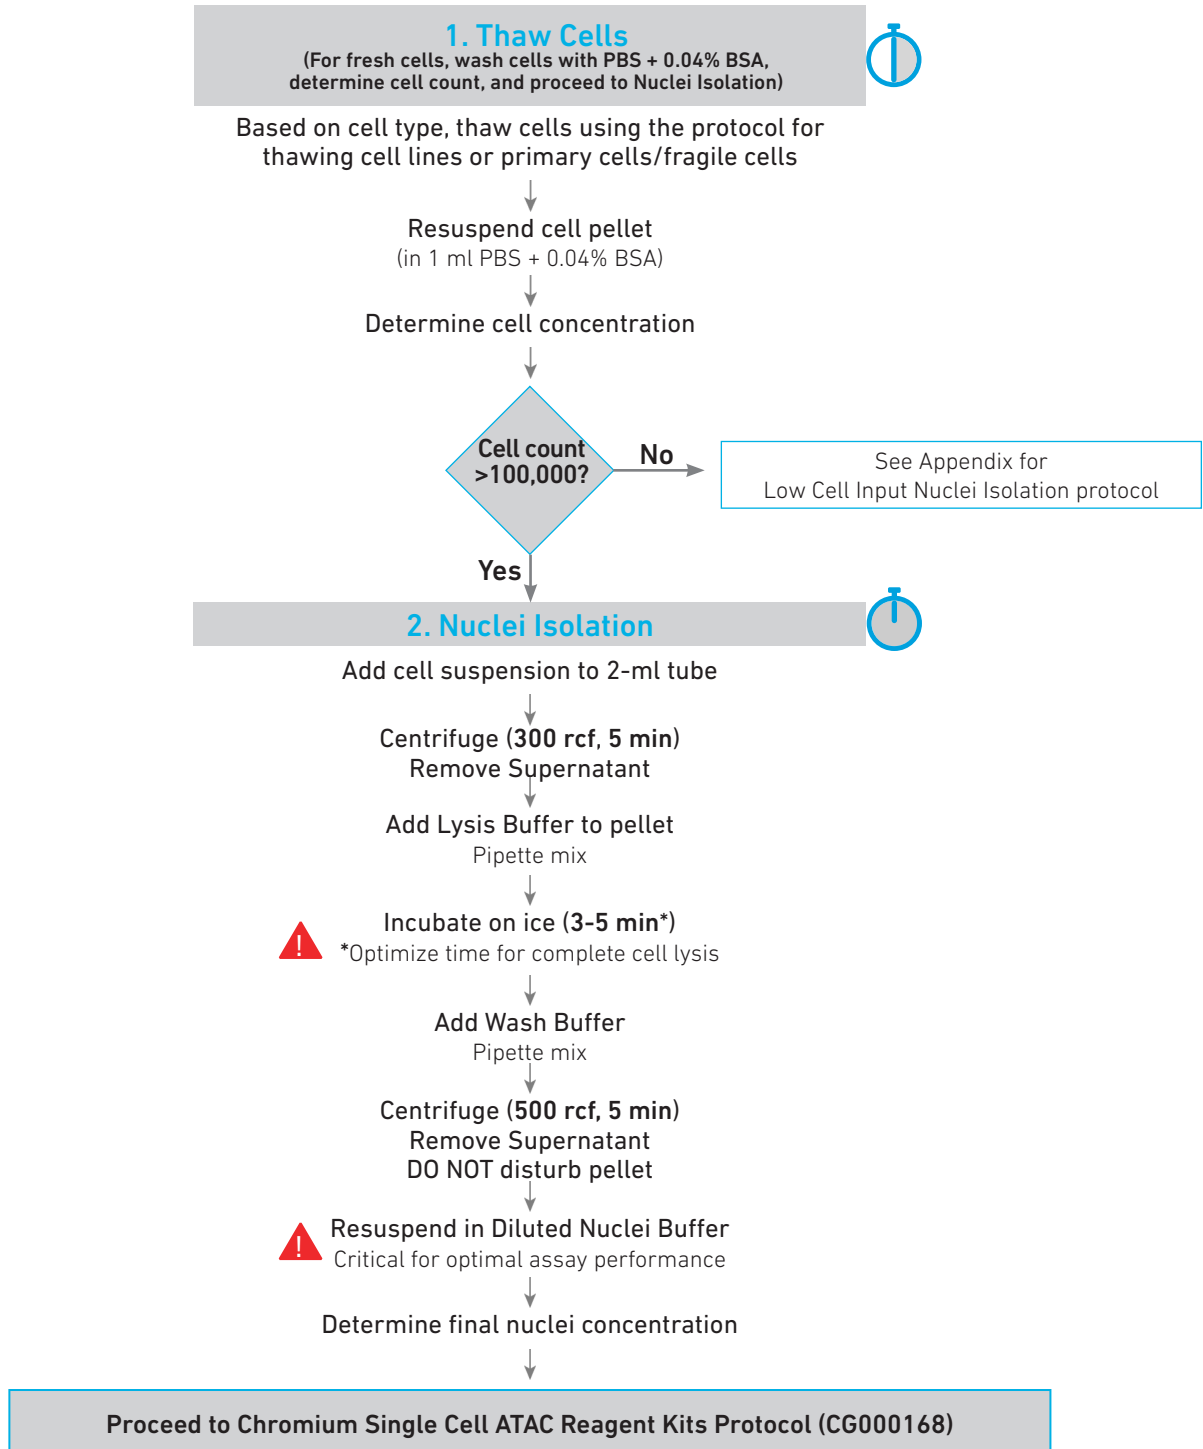 1. Thaw Cells
(For fresh cells, wash cells with PBS + 0.04% BSA,
determine cell count, and proceed to Nuclei Isolation)
Based on cell type, thaw cells using the protocol for
thawing cell lines or primary cells/fragile cells
Resuspend cell pellet
(in 1 ml PBS + 0.04% BSA)
Determine cell concentration
Cell count
>100,000?
No
See Appendix for
Low Cell Input Nuclei Isolation protocol
Yes
2. Nuclei Isolation
Add cell suspension to 2-ml tube
Centrifuge (300 rcf, 5 min)
Remove Supernatant
Add Lysis Buffer to pellet
Pipette mix
Incubate on ice (3-5 min*)
*Optimize time for complete cell lysis
Add Wash Buffer
Pipette mix
Centrifuge (500 rcf, 5 min)
Remove Supernatant
DO NOT disturb pellet
Resuspend in Diluted Nuclei Buffer
Critical for optimal assay performance
Determine final nuclei concentration
Proceed to Chromium Single Cell ATAC Reagent Kits Protocol (CG000168)